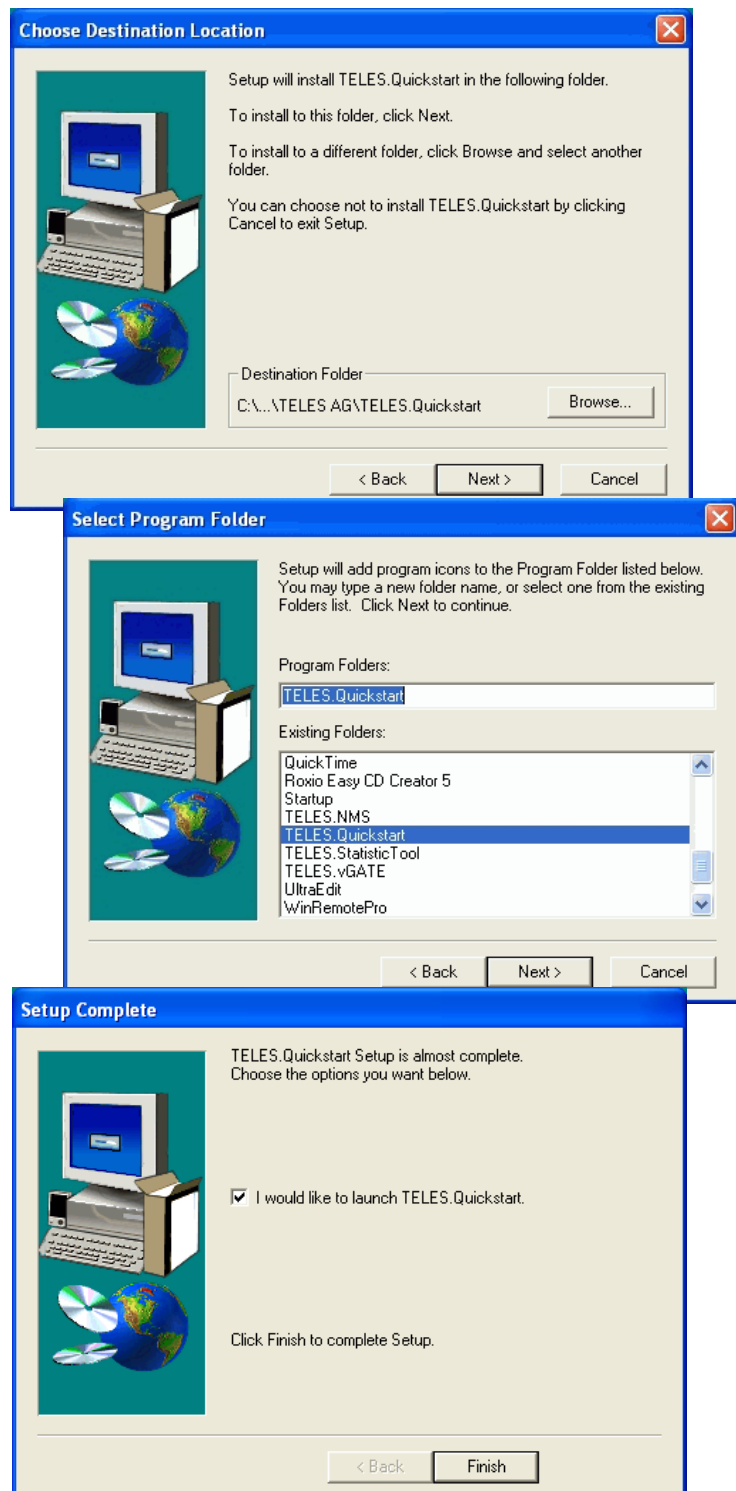 Choose Destination Location
Setup will install TELES.Quickstart in the following folder.
To install to this folder, click Next.
To install to a different folder, click Browse and select another
folder.
You can choose not to install TELES.Quickstart by clicking
Cancel to exit Setup.
Destination Folder
C:\...\TELES AG\TELES.Quickstart
Browse...
< Back
Next >
Cancel
Select Program Folder
Setup will add program icons to the Program Folder listed below.
You may type a new folder name, or select one from the existing
Folders list. Click Next to continue.
Program Folders:
TELES.Quickstart
Existing Folders:
QuickTime
Roxio Easy CD Creator 5
Startup
TELES.NMS
TELES.Quickstart
TELES.StatisticTool
TELES.vGATE
UltraEdit
WinRemotePro
< Back
Next >
Cancel
Setup Complete
TELES.Quickstart Setup is almost complete.
Choose the options you want below.
I would like to launch TELES.Quickstart.
Click Finish to complete Setup.
< Back
Finish